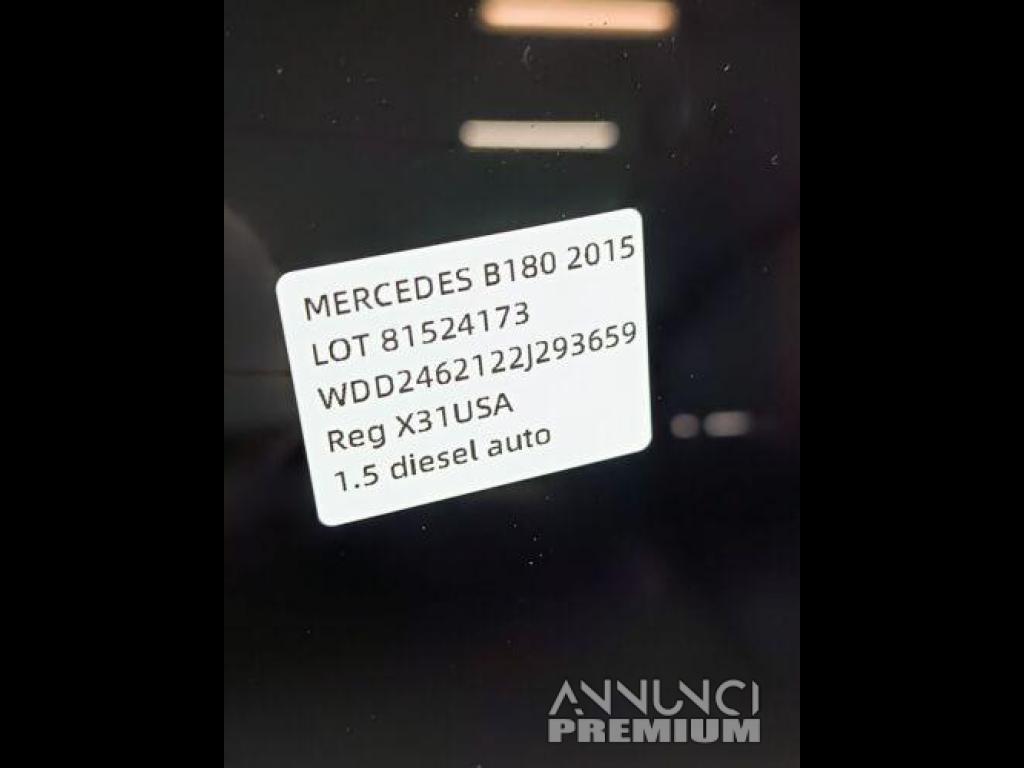 MERCEDES B180 2015
LOT 81524173
WDD2462122J293659
Reg X31USA
1.5 diesel auto
ANNUNCI
PREMIUM